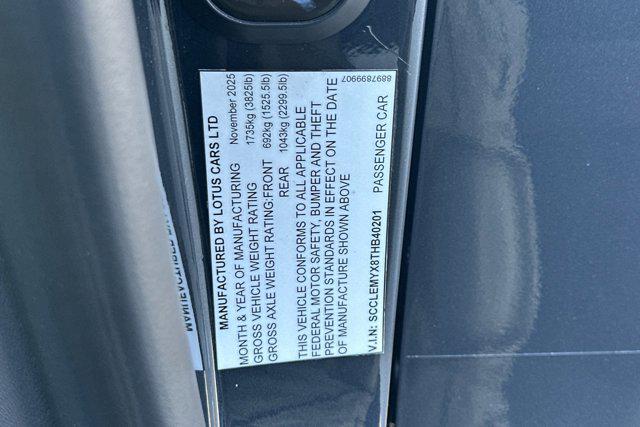 MANUFACTURED BY LOTUS CARS LTD
MONTH & YEAR OF MANUFACTURING November 2025
GROSS VEHICLE WEIGHT RATING 1735kg (3825lb)
GROSS AXLE WEIGHT RATING:FRONT 692kg (1525.5lb)
REAR 1043kg (2299.5lb)
THIS VEHICLE CONFORMS TO ALL APPLICABLE
FEDERAL MOTOR SAFETY, BUMPER AND THEFT
PREVENTION STANDARDS IN EFFECT ON THE DATE
OF MANUFACTURE SHOWN ABOVE
V.I.N: SCCLEMYX8THB40201 PASSENGER CAR
8897899907